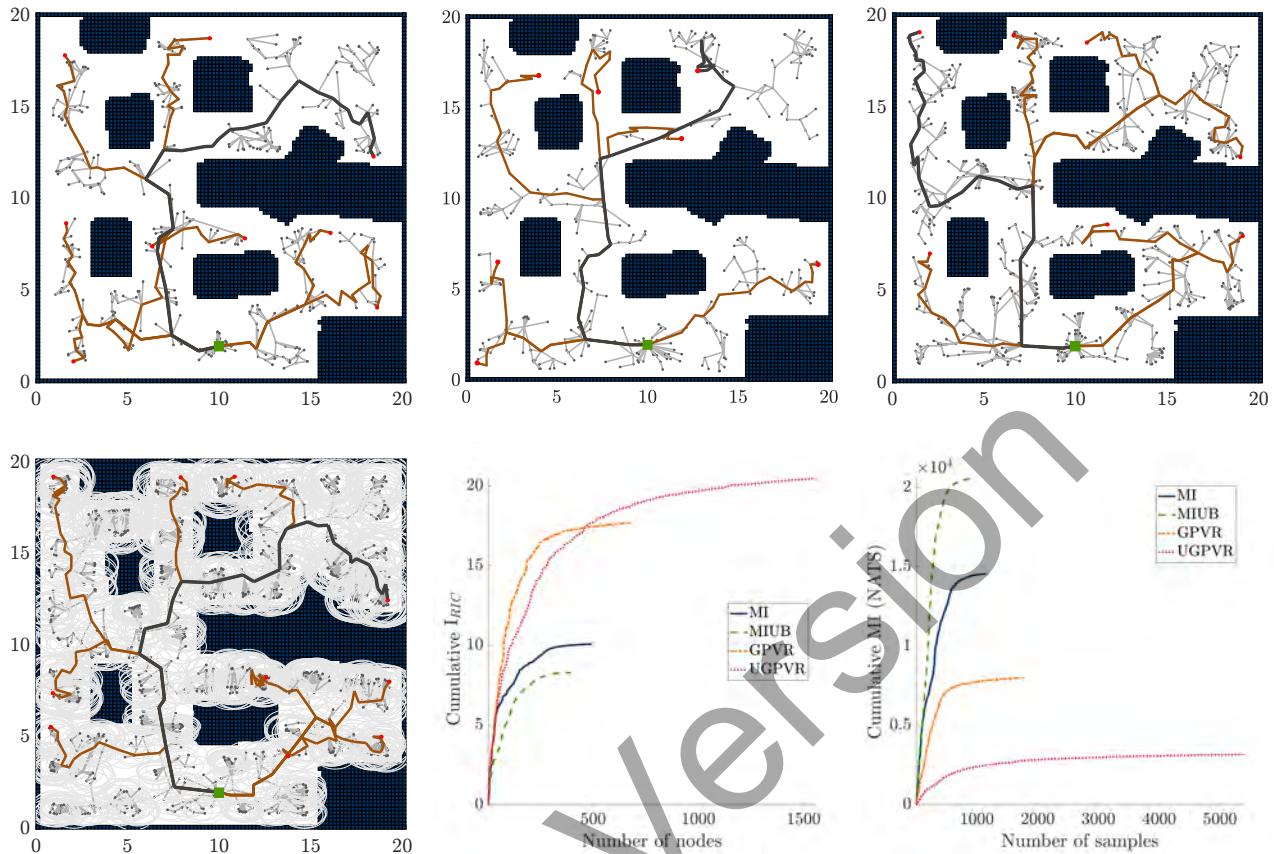 20
15
10
5
0
0 5 10 15 20
20
15
10
5
0
0 5 10 15 20
20
15
10
5
0
0 5 10 15 20
20
15
10
5
0
0 5 10 15 20
Cumulative I_RIC
20
15
10
5
0
MI
MIUB
GPVR
UGPVR
500 1000 1500
Number of nodes
×10⁴
Cumulative MI (NATS)
2
1.5
1
0.5
0
MI
MIUB
GPVR
UGPVR
1000 2000 3000 4000 5000
Number of samples
Version